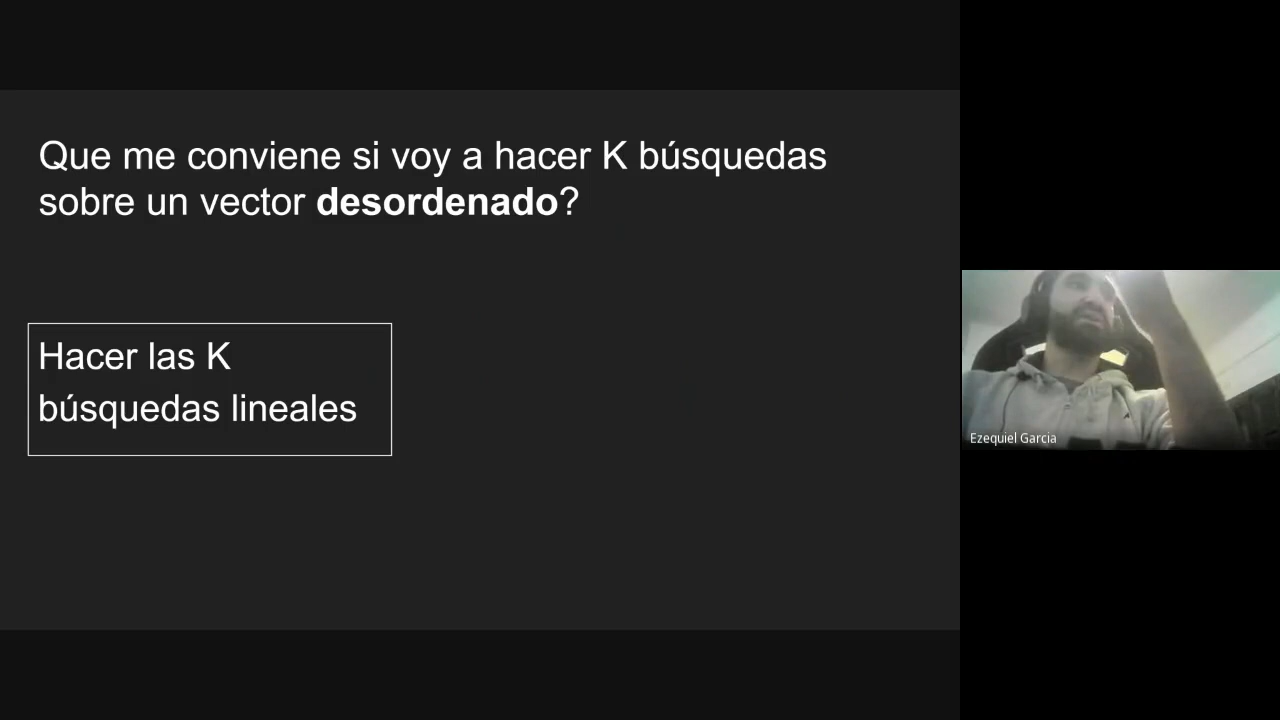 Que me conviene si voy a hacer K búsquedas
sobre un vector desordenado?
Hacer las K
búsquedas lineales
Ezequiel Garcia